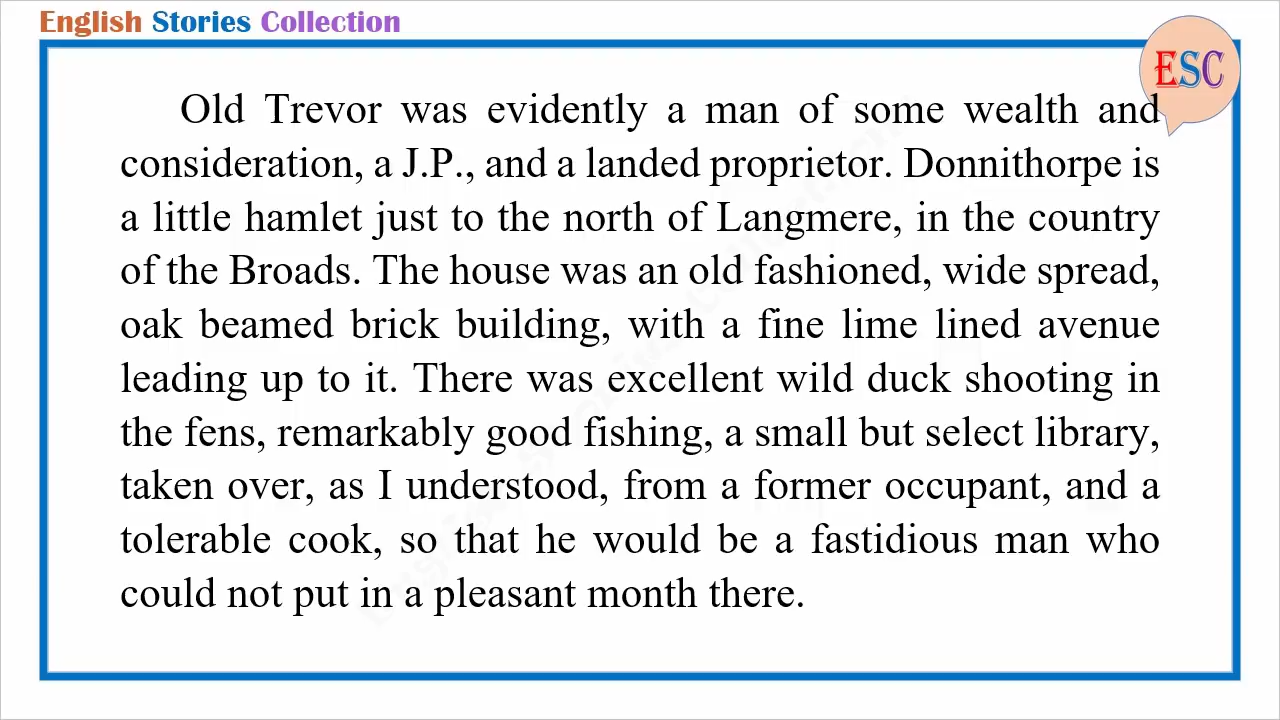 English Stories Collection
ESC
Old Trevor was evidently a man of some wealth and
consideration, a J.P., and a landed proprietor. Donnithorpe is
a little hamlet just to the north of Langmere, in the country
of the Broads. The house was an old fashioned, wide spread,
oak beamed brick building, with a fine lime lined avenue
leading up to it. There was excellent wild duck shooting in
the fens, remarkably good fishing, a small but select library,
taken over, as I understood, from a former occupant, and a
tolerable cook, so that he would be a fastidious man who
could not put in a pleasant month there.